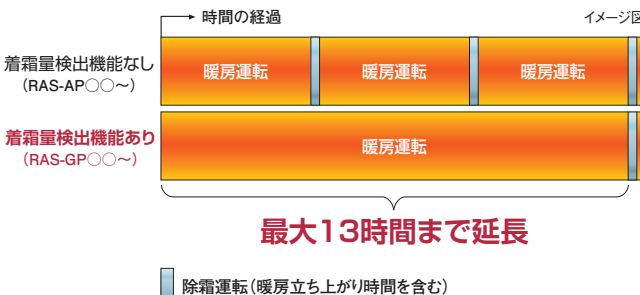 時間の経過
イメージ図
着霜量検出機能なし
(RAS-AP○○~)
暖房運転
暖房運転
暖房運転
着霜量検出機能あり
(RAS-GP○○~)
暖房運転
最大13時間まで延長
除霜運転(暖房立ち上がり時間を含む)